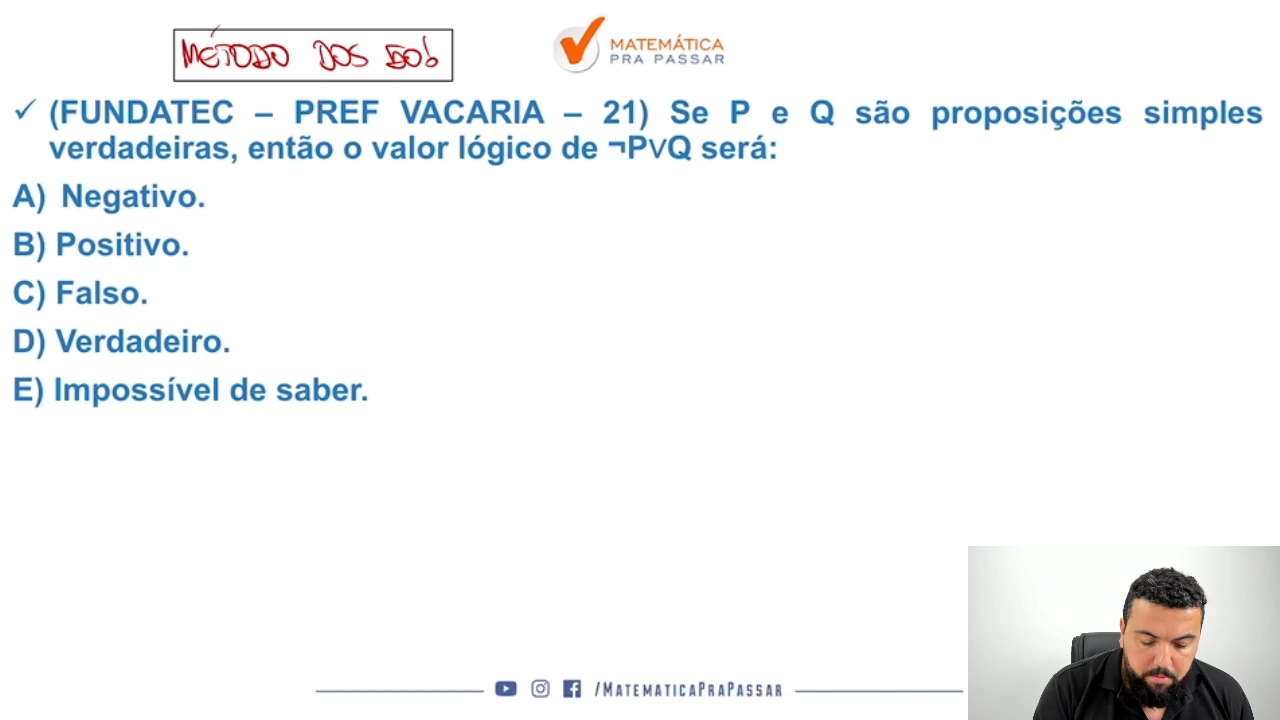 MÉTODO DOS 50!
MATEMÁTICA
PRA PASSAR
✓ (FUNDATEC – PREF VACARIA – 21) Se P e Q são proposições simples
verdadeiras, então o valor lógico de ¬P∨Q será:
A) Negativo.
B) Positivo.
C) Falso.
D) Verdadeiro.
E) Impossível de saber.
/MATEMATICAPRAPASSAR